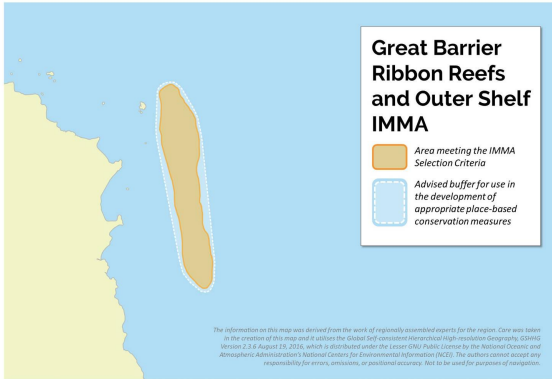 Great Barrier
Ribbon Reefs
and Outer Shelf
IMMA
Area meeting the IMMA
Selection Criteria
Advised buffer for use in
the development of
appropriate place-based
conservation measures
The information on this map was derived from the work of regionally assembled experts for the region. Care was taken
in the creation of this map and it utilises the Global Self-consistent Hierarchical High-resolution Geography, GSHHG
Version 2.3.6 August 19, 2016, which is distributed under the Lesser GNU Public License by the National Oceanic and
Atmospheric Administration's National Centers for Environmental Information (NCEI). The authors cannot accept any
responsibility for errors, omissions, or positional accuracy. Not to be used for purposes of navigation.